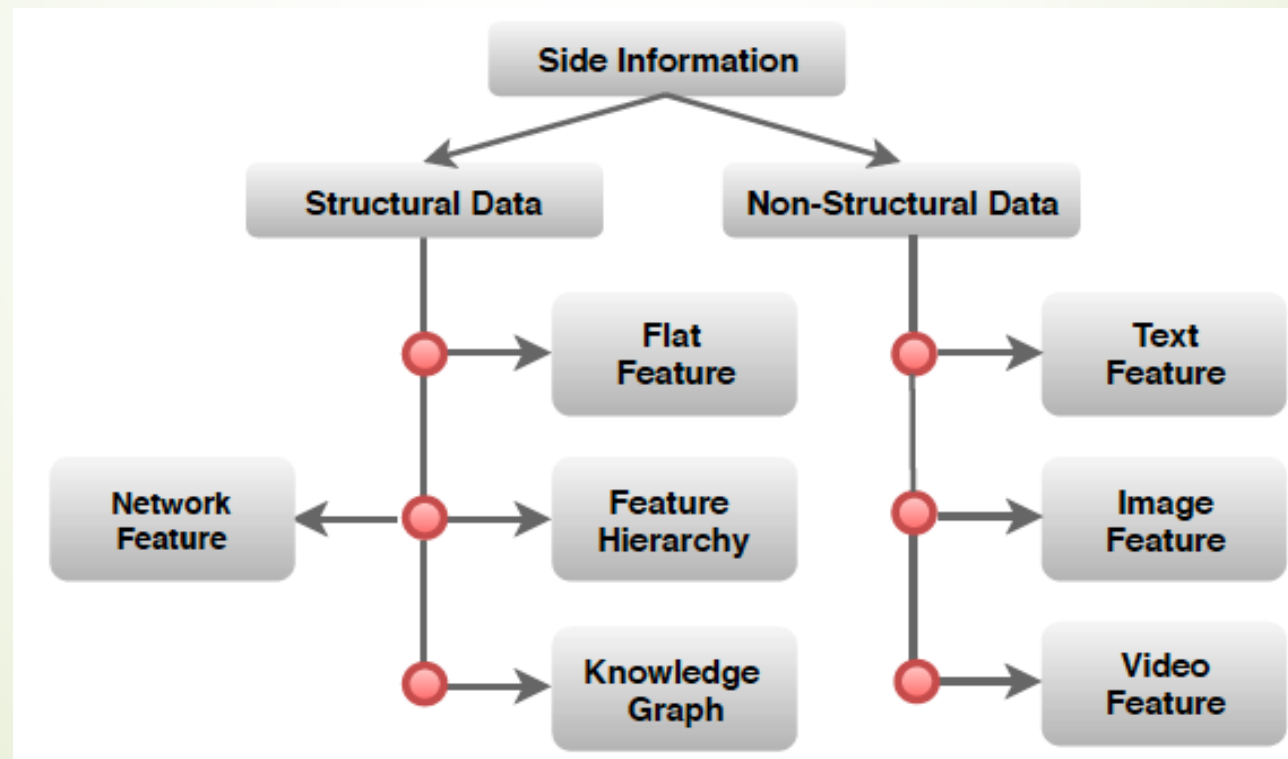 Side Information
Structural Data
Non-Structural Data
Flat
Feature
Text
Feature
Network
Feature
Feature
Hierarchy
Image
Feature
Knowledge
Graph
Video
Feature